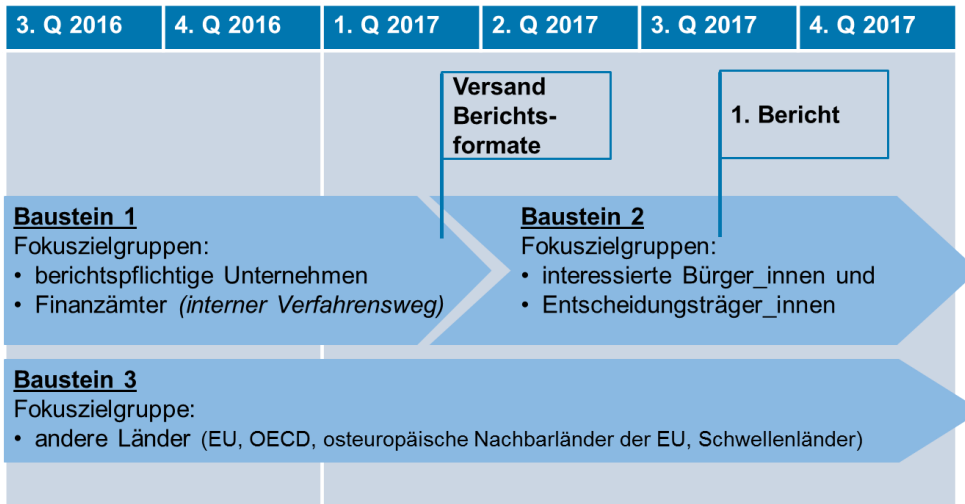 3. Q 2016
4. Q 2016
1. Q 2017
2. Q 2017
3. Q 2017
4. Q 2017
Versand
Berichts-
formate
1. Bericht
Baustein 1
Fokuszielgruppen:
• berichtspflichtige Unternehmen
• Finanzämter (interner Verfahrensweg)
Baustein 2
Fokuszielgruppen:
• interessierte Bürger_innen und
• Entscheidungsträger_innen
Baustein 3
Fokuszielgruppe:
• andere Länder (EU, OECD, osteuropäische Nachbarländer der EU, Schwellenländer)